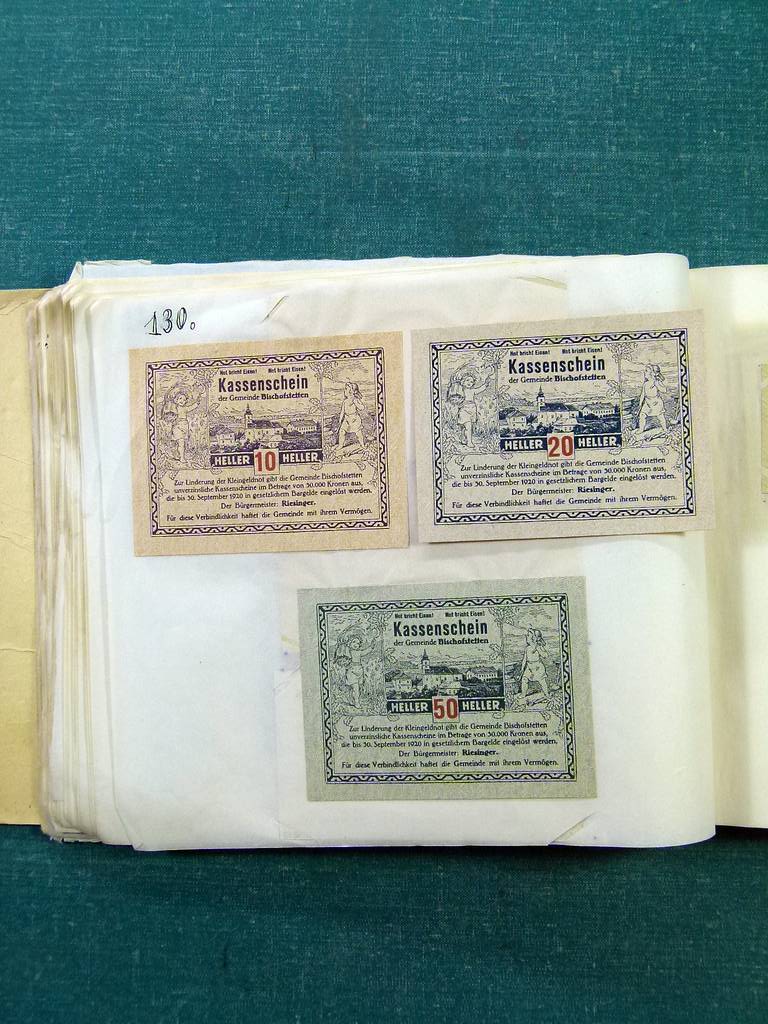 130.
Not bricht Eisen! Not bricht Eisen!
Kassenschein
der Gemeinde Bischofstetten
HELLER 10 HELLER
Zur Linderung der Kleingeldnot gibt die Gemeinde Bischofstetten
unverzinsliche Kassenscheine im Betrage von 30.000 Kronen aus,
die bis 30. September 1920 in gesetzlichem Bargelde eingelöst werden.
Der Bürgermeister: Riesinger.
Für diese Verbindlichkeit haftet die Gemeinde mit ihrem Vermögen.
Not bricht Eisen! Not bricht Eisen!
Kassenschein
der Gemeinde Bischofstetten
HELLER 20 HELLER
Zur Linderung der Kleingeldnot gibt die Gemeinde Bischofstetten
unverzinsliche Kassenscheine im Betrage von 30.000 Kronen aus,
die bis 30. September 1920 in gesetzlichem Bargelde eingelöst werden.
Der Bürgermeister: Riesinger.
Für diese Verbindlichkeit haftet die Gemeinde mit ihrem Vermögen.
Not bricht Eisen! Not bricht Eisen!
Kassenschein
der Gemeinde Bischofstetten
HELLER 50 HELLER
Zur Linderung der Kleingeldnot gibt die Gemeinde Bischofstetten
unverzinsliche Kassenscheine im Betrage von 30.000 Kronen aus,
die bis 30. September 1920 in gesetzlichem Bargelde eingelöst werden.
Der Bürgermeister: Riesinger.
Für diese Verbindlichkeit haftet die Gemeinde mit ihrem Vermögen.